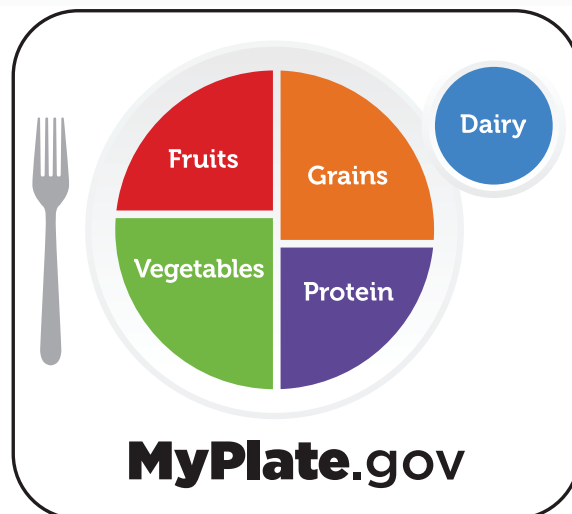 Fruits
Grains
Dairy
Vegetables
Protein
MyPlate.gov